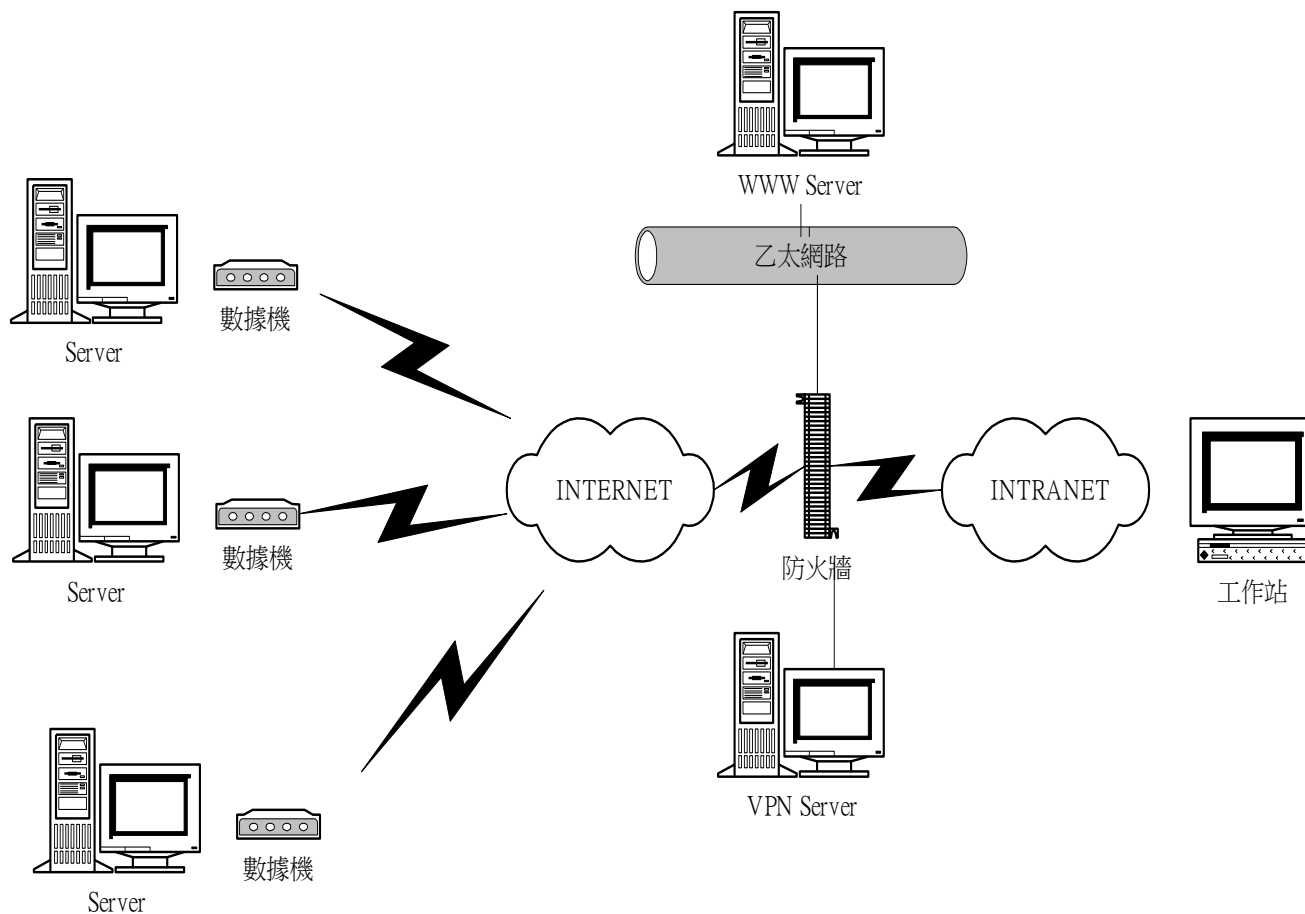 WWW Server
乙太網路
數據機
Server
INTERNET
INTRANET
數據機
Server
防火牆
工作站
VPN Server
數據機
Server